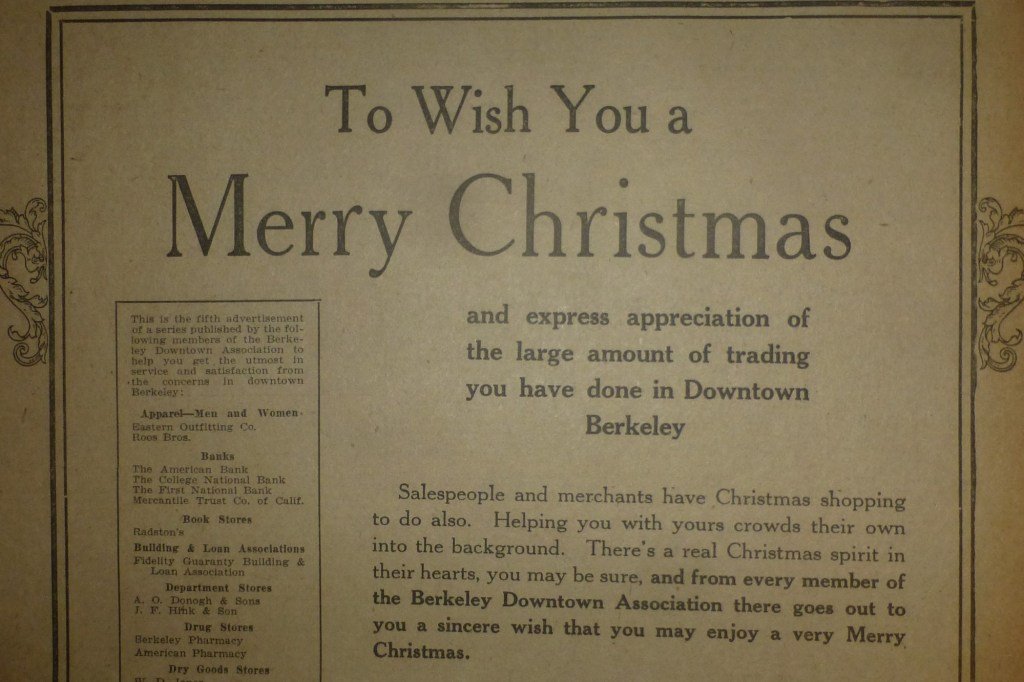 To Wish You a
Merry Christmas
and express appreciation of
the large amount of trading
you have done in Downtown
Berkeley
Salespeople and merchants have Christmas shopping
to do also. Helping you with yours crowds their own
into the background. There's a real Christmas spirit in
their hearts, you may be sure, and from every member of
the Berkeley Downtown Association there goes out to
you a sincere wish that you may enjoy a very Merry
Christmas.
This is the fifth advertisement
of a series published by the fol-
lowing members of the Berke-
ley Downtown Association to
help you get the utmost in
service and satisfaction from
the concerns in downtown
Berkeley:
Apparel—Men and Women
Eastern Outfitting Co.
Roos Bros.
Banks
The American Bank
The College National Bank
The First National Bank
Mercantile Trust Co. of Calif.
Book Stores
Radston's
Building & Loan Associations
Fidelity Guaranty Building &
Loan Association
Department Stores
A. O. Donogh & Sons
J. F. Hink & Son
Drug Stores
Berkeley Pharmacy
American Pharmacy
Dry Goods Stores